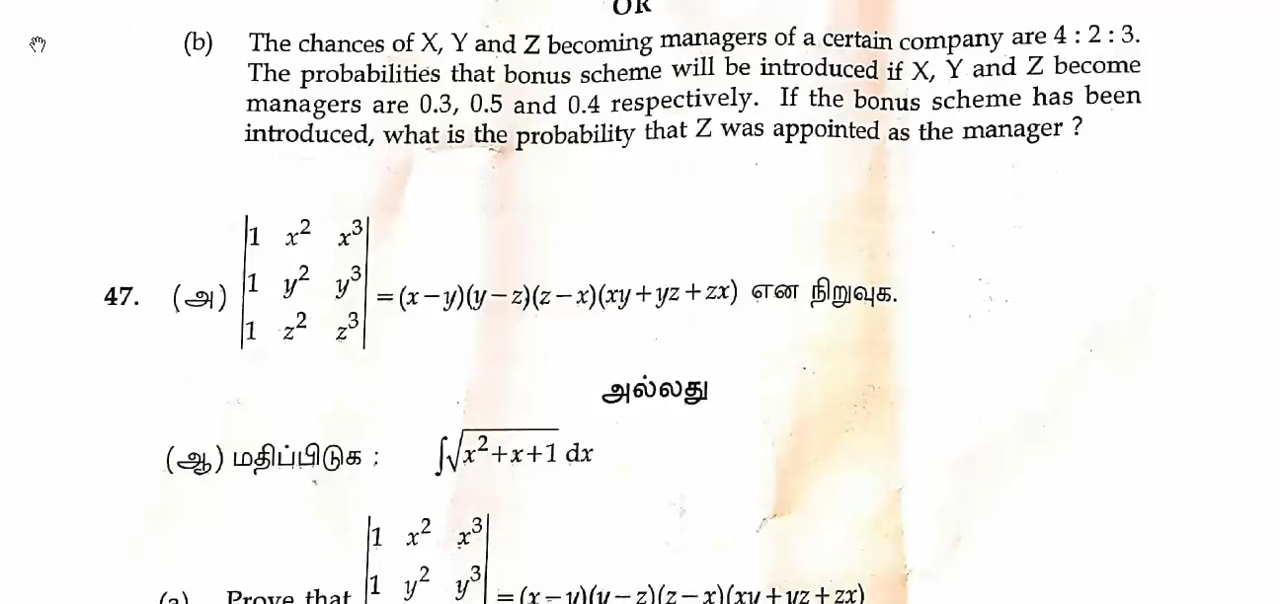 OR
(b) The chances of X, Y and Z becoming managers of a certain company are 4 : 2 : 3.
The probabilities that bonus scheme will be introduced if X, Y and Z become
managers are 0.3, 0.5 and 0.4 respectively. If the bonus scheme has been
introduced, what is the probability that Z was appointed as the manager ?
47. (அ) |1 x² x³|
|1 y² y³| = (x−y)(y−z)(z−x)(xy+yz+zx) என நிறுவுக.
|1 z² z³|
அல்லது
(ஆ) மதிப்பிடுக : ∫√x²+x+1 dx
|1 x² x³|
(a) Prove that |1 y² y³| = (x−y)(y−z)(z−x)(xy+yz+zx)